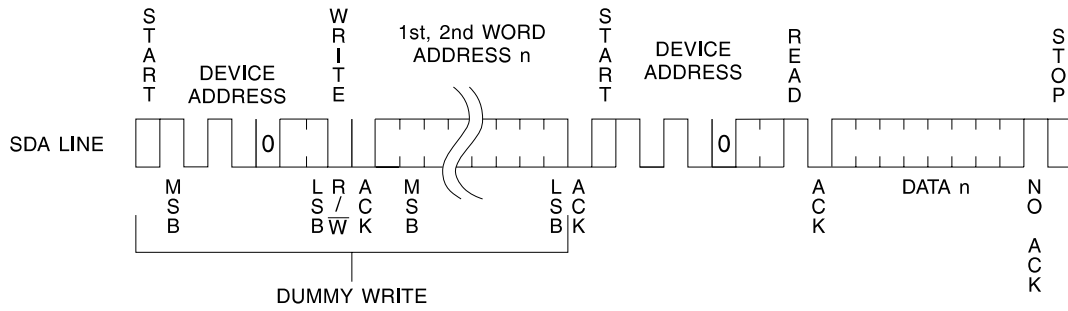 START
WRITE
1st, 2nd WORD
ADDRESS n
START
READ
STOP
DEVICE
ADDRESS
DEVICE
ADDRESS
SDA LINE
0
0
MSB
LSB
R/W
ACK
MSB
LSB
ACK
ACK
DATA n
NO ACK
DUMMY WRITE